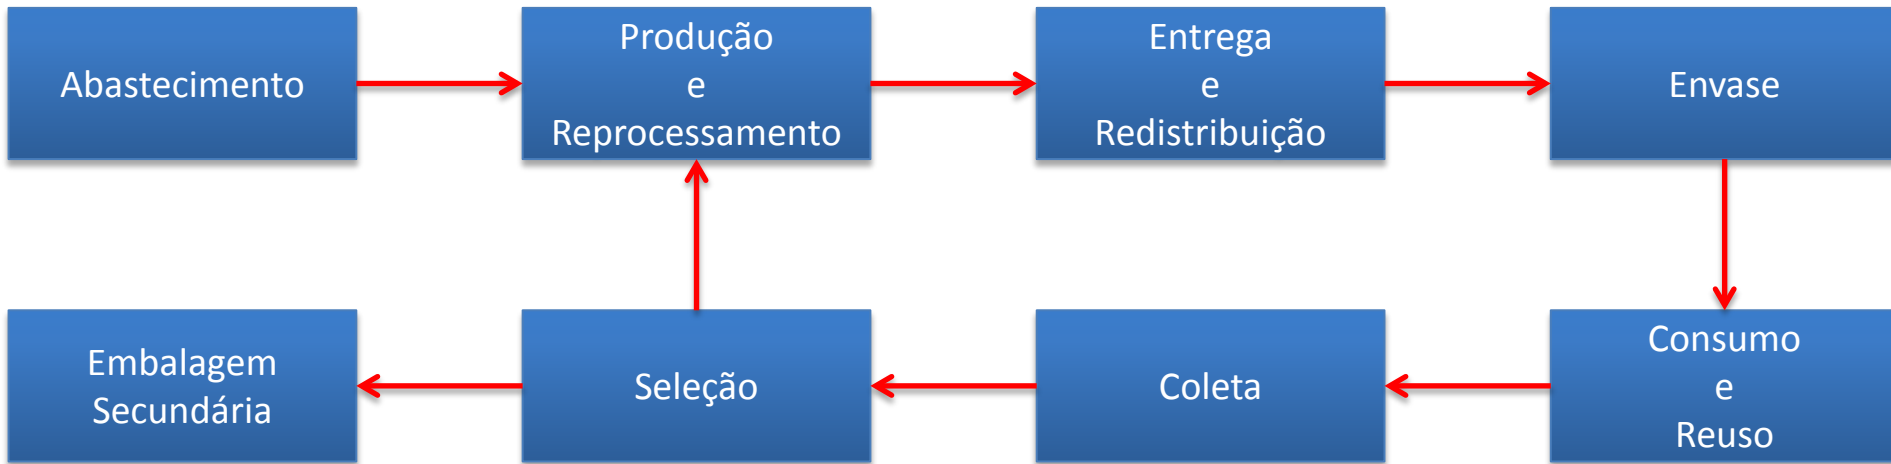 Abastecimento
Produção
e
Reprocessamento
Entrega
e
Redistribuição
Envase
Embalagem
Secundária
Seleção
Coleta
Consumo
e
Reuso